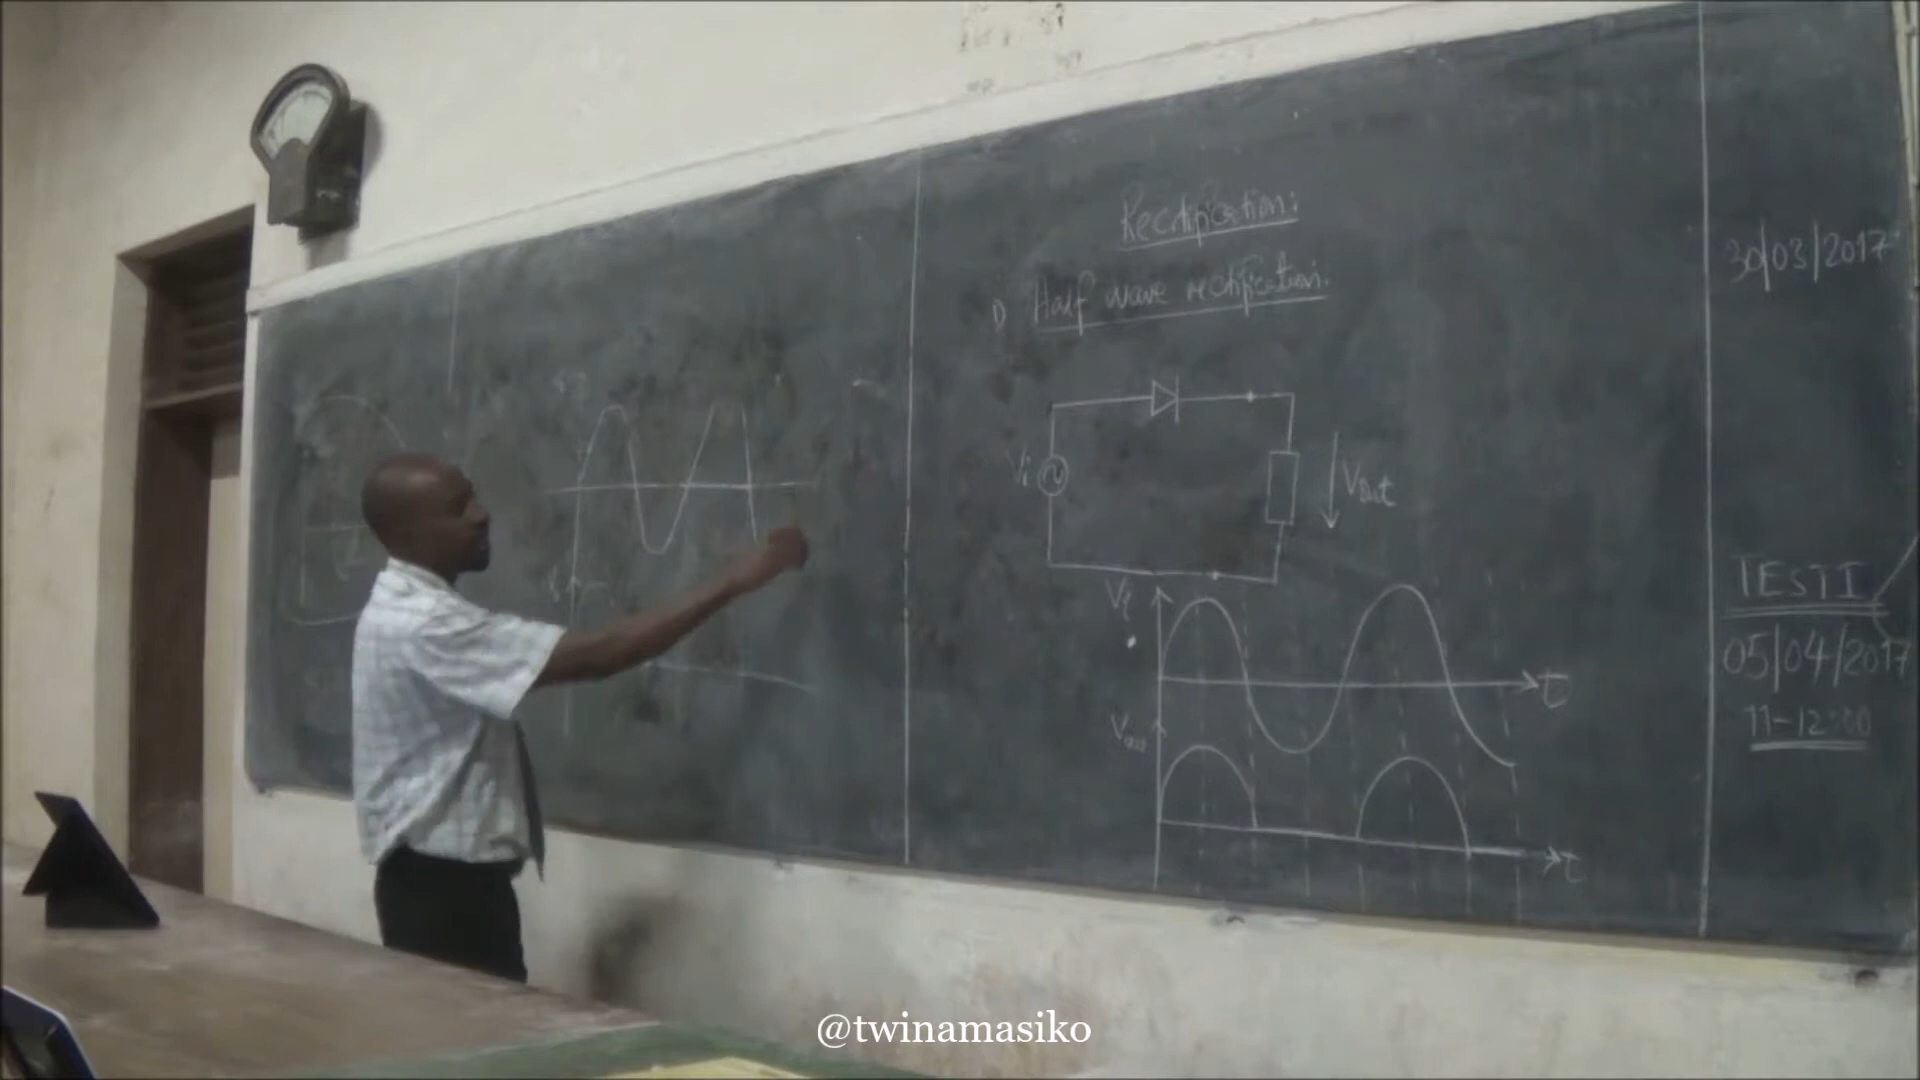 Rectification:
1) Half wave rectification.
Vi
Vout
Vi
t
Vout
t
30/03/2017
TEST I
05/04/2017
11-12:00
@twinamasiko